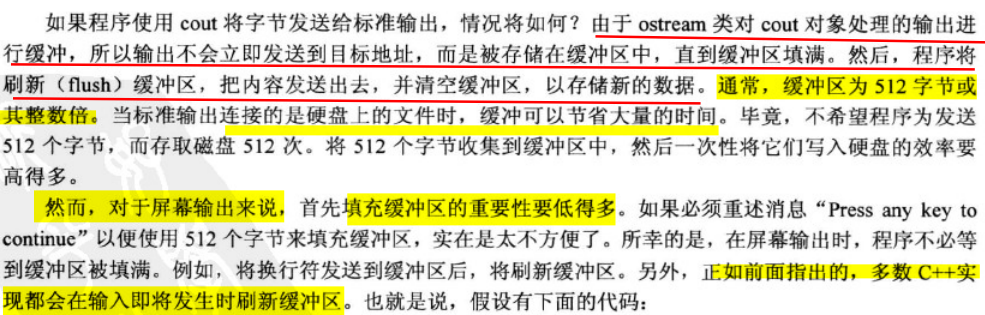 如果程序使用 cout 将字节发送给标准输出，情况将如何？由于 ostream 类对 cout 对象处理的输出进
行缓冲，所以输出不会立即发送到目标地址，而是被存储在缓冲区中，直到缓冲区填满。然后，程序将
刷新（flush）缓冲区，把内容发送出去，并清空缓冲区，以存储新的数据。通常，缓冲区为 512 字节或
其整数倍。当标准输出连接的是硬盘上的文件时，缓冲可以节省大量的时间。毕竟，不希望程序为发送
512 个字节，而存取磁盘 512 次。将 512 个字节收集到缓冲区中，然后一次性将它们写入硬盘的效率要
高得多。
然而，对于屏幕输出来说，首先填充缓冲区的重要性要低得多。如果必须重述消息“Press any key to
continue”以便使用 512 个字节来填充缓冲区，实在是太不方便了。所幸的是，在屏幕输出时，程序不必等
到缓冲区被填满。例如，将换行符发送到缓冲区后，将刷新缓冲区。另外，正如前面指出的，多数 C++实
现都会在输入即将发生时刷新缓冲区。也就是说，假设有下面的代码：